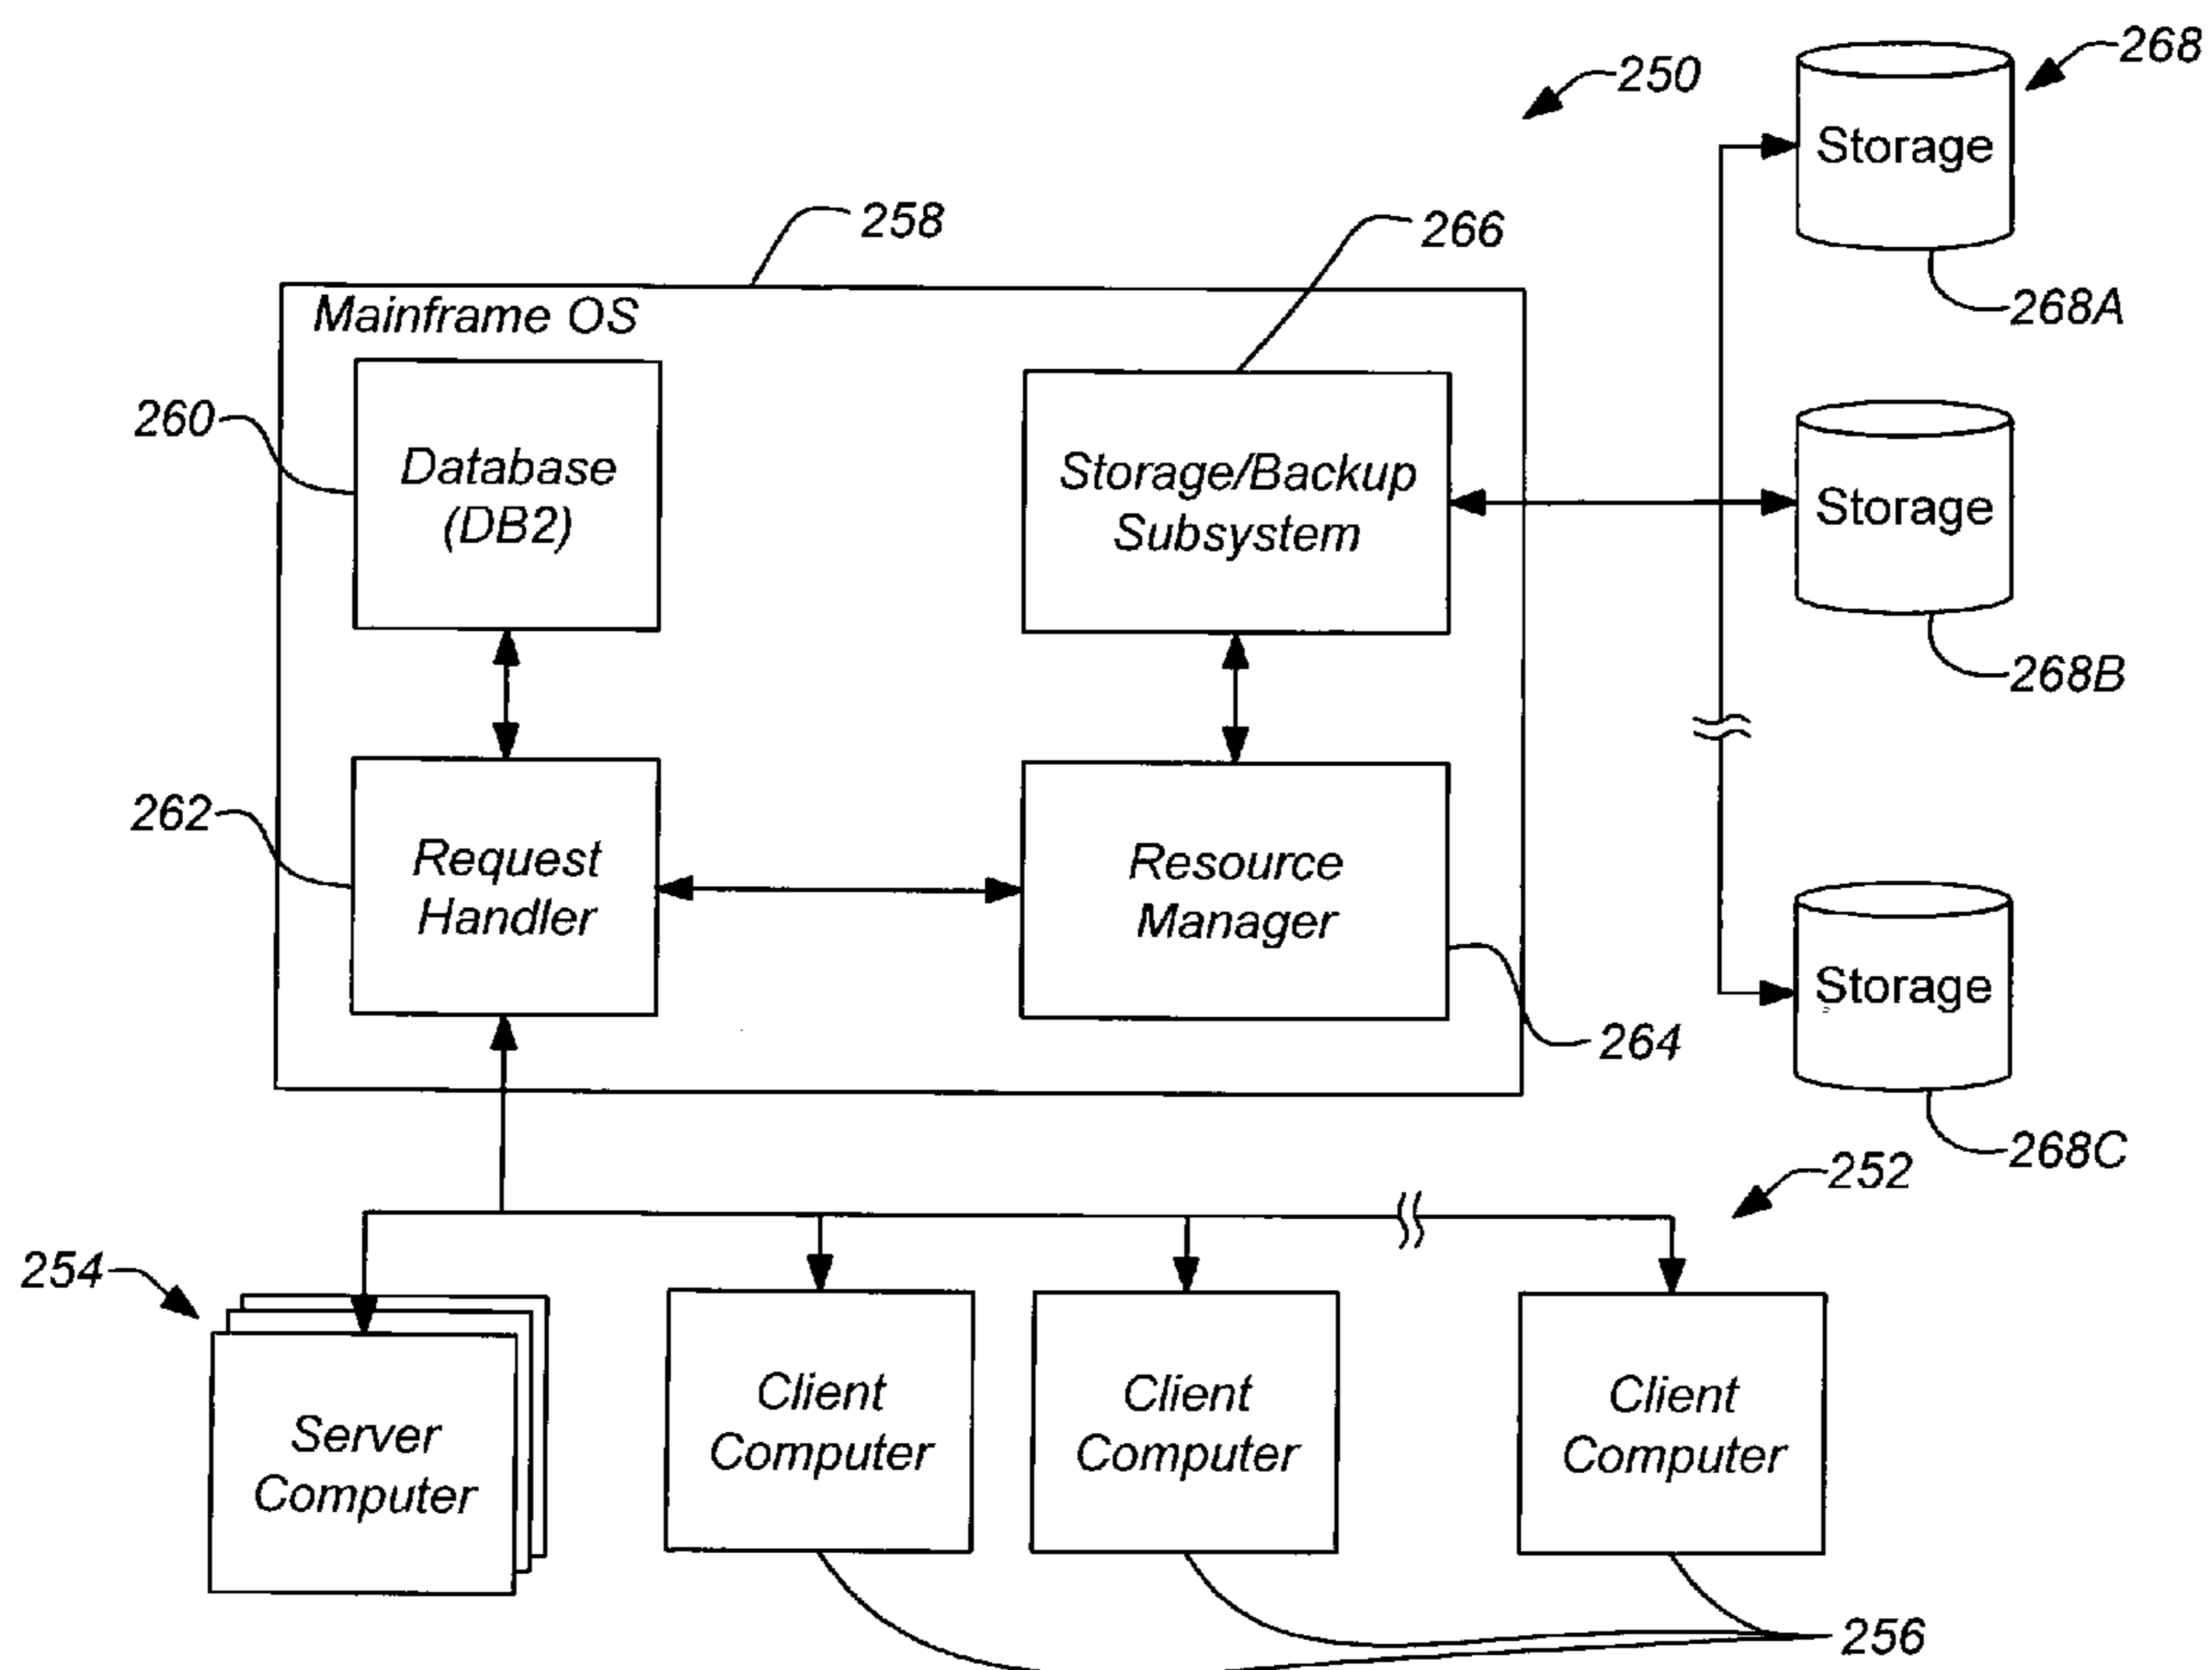 268
250
Storage
258
266
268A
Mainframe OS
260
Database
(DB2)
Storage/Backup
Subsystem
Storage
268B
262
Request
Handler
Resource
Manager
Storage
264
268C
252
254
Server
Computer
Client
Computer
Client
Computer
Client
Computer
256